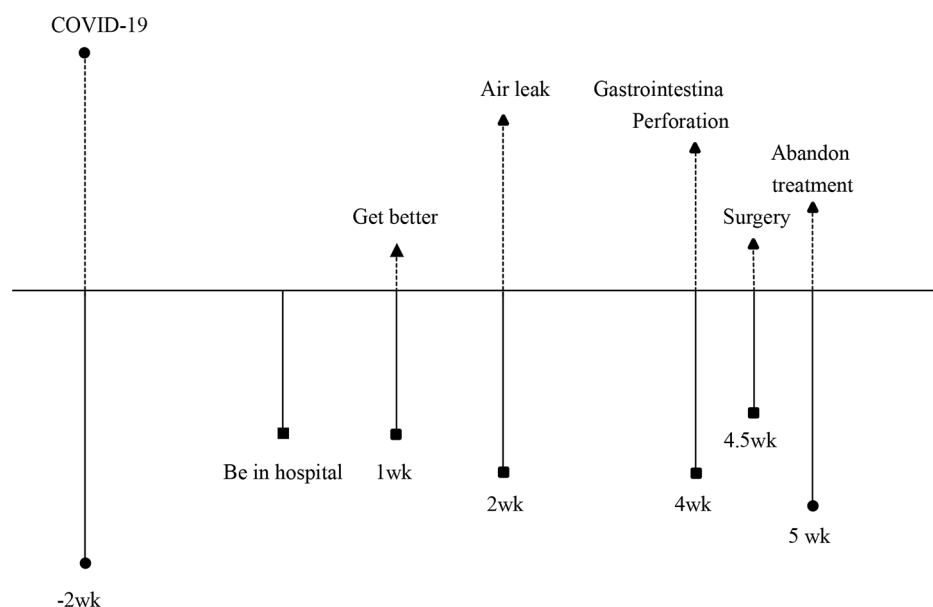 COVID-19
Air leak
Gastrointestina
Perforation
Abandon
treatment
Get better
Surgery
Be in hospital
1wk
2wk
4wk
4.5wk
5 wk
-2wk